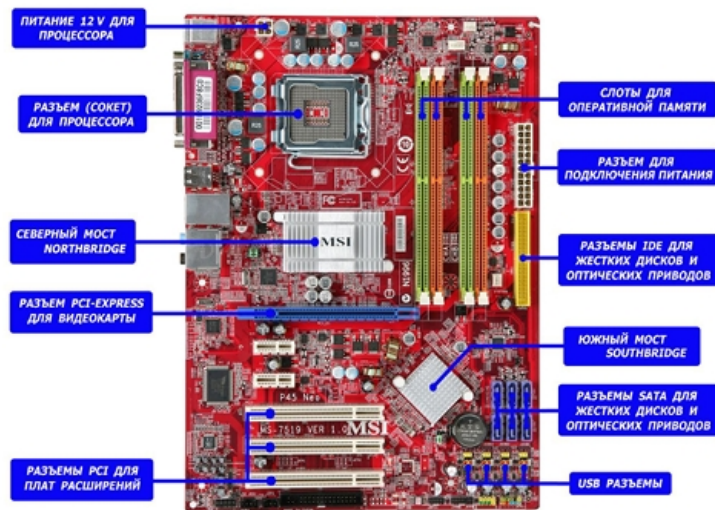 ПИТАНИЕ 12 V ДЛЯ
ПРОЦЕССОРА
РАЗЪЕМ (СОКЕТ)
ДЛЯ ПРОЦЕССОРА
СЕВЕРНЫЙ МОСТ
NORTHBRIDGE
РАЗЪЕМ PCI-EXPRESS
ДЛЯ ВИДЕОКАРТЫ
РАЗЪЕМЫ PCI ДЛЯ
ПЛАТ РАСШИРЕНИЙ
СЛОТЫ ДЛЯ
ОПЕРАТИВНОЙ ПАМЯТИ
РАЗЪЕМ ДЛЯ
ПОДКЛЮЧЕНИЯ ПИТАНИЯ
РАЗЪЕМЫ IDE ДЛЯ
ЖЕСТКИХ ДИСКОВ И
ОПТИЧЕСКИХ ПРИВОДОВ
ЮЖНЫЙ МОСТ
SOUTHBRIDGE
РАЗЪЕМЫ SATA ДЛЯ
ЖЕСТКИХ ДИСКОВ И
ОПТИЧЕСКИХ ПРИВОДОВ
USB РАЗЪЕМЫ
FC
CE
MSI
N1996
P45 Neo
MS-7519 VER 1.0
MSI